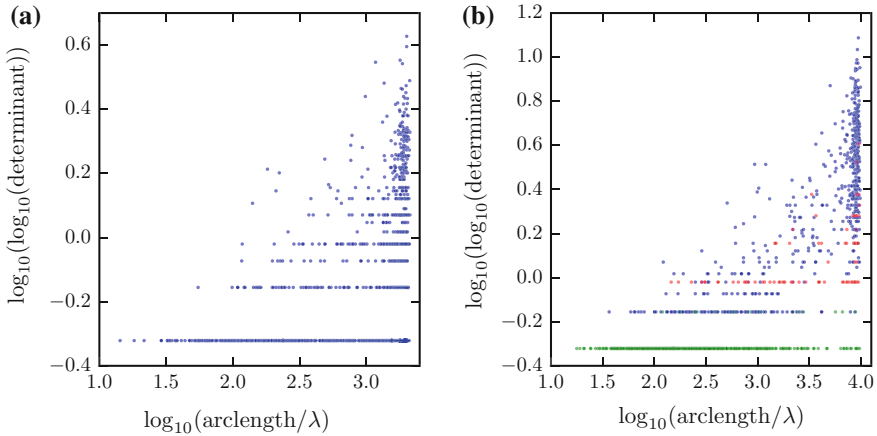 (a)
0.6
0.4
0.2
0.0
−0.2
−0.4
1.0 1.5 2.0 2.5 3.0
log₁₀(log₁₀(determinant))
log₁₀(arclength/λ)
(b)
1.2
1.0
0.8
0.6
0.4
0.2
0.0
−0.2
−0.4
1.0 1.5 2.0 2.5 3.0 3.5 4.0
log₁₀(log₁₀(determinant))
log₁₀(arclength/λ)